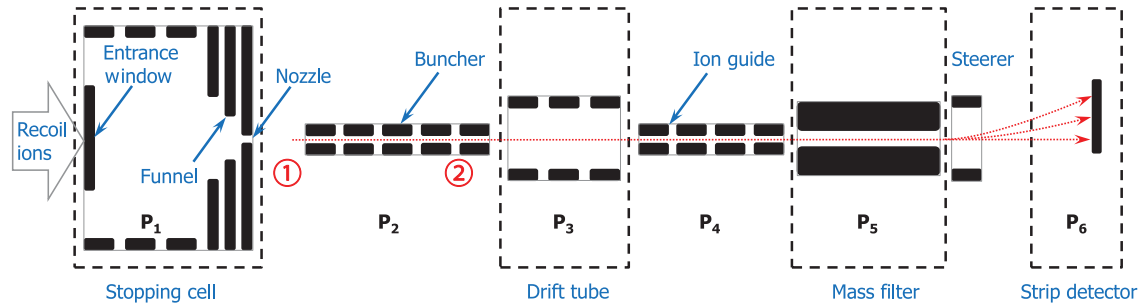 Entrance
window
Recoil
ions
Funnel
Nozzle
Buncher
Ion guide
Steerer
①
②
P1
P2
P3
P4
P5
P6
Stopping cell
Drift tube
Mass filter
Strip detector